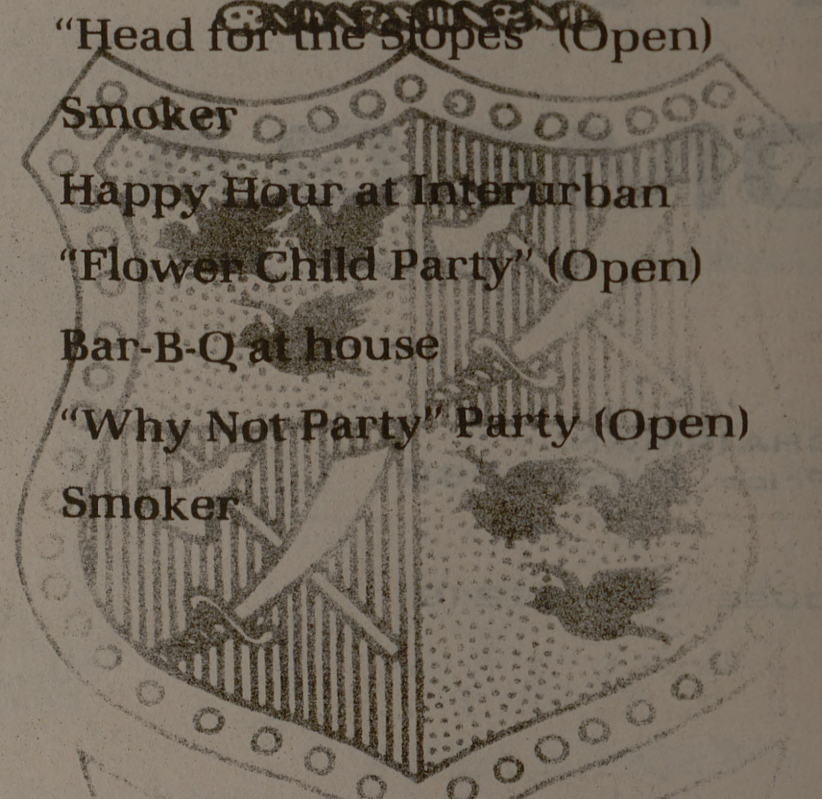 “Head for the Slopes” (Open)
Smoker
Happy Hour at Interurban
“Flower Child Party” (Open)
Bar-B-Q at house
“Why Not Party” Party (Open)
Smoker